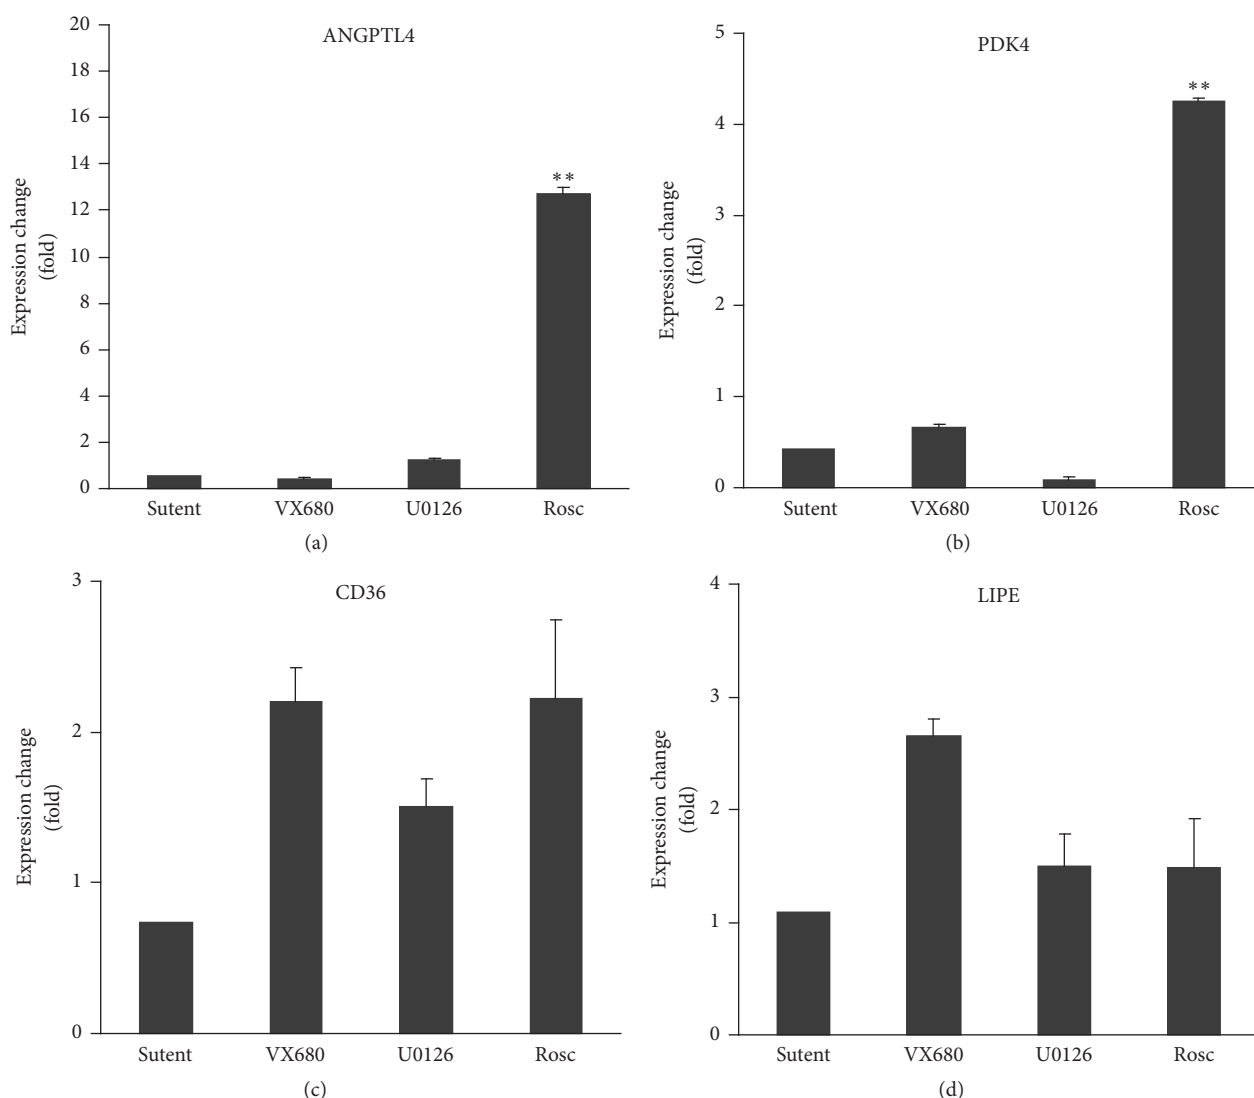 ANGPTL4
Expression change
(fold)
20
18
16
14
12
10
8
6
4
2
0
**
Sutent VX680 U0126 Rosc
(a)
PDK4
Expression change
(fold)
5
4
3
2
1
0
**
Sutent VX680 U0126 Rosc
(b)
CD36
Expression change
(fold)
3
2
1
0
Sutent VX680 U0126 Rosc
(c)
LIPE
Expression change
(fold)
4
3
2
1
0
Sutent VX680 U0126 Rosc
(d)